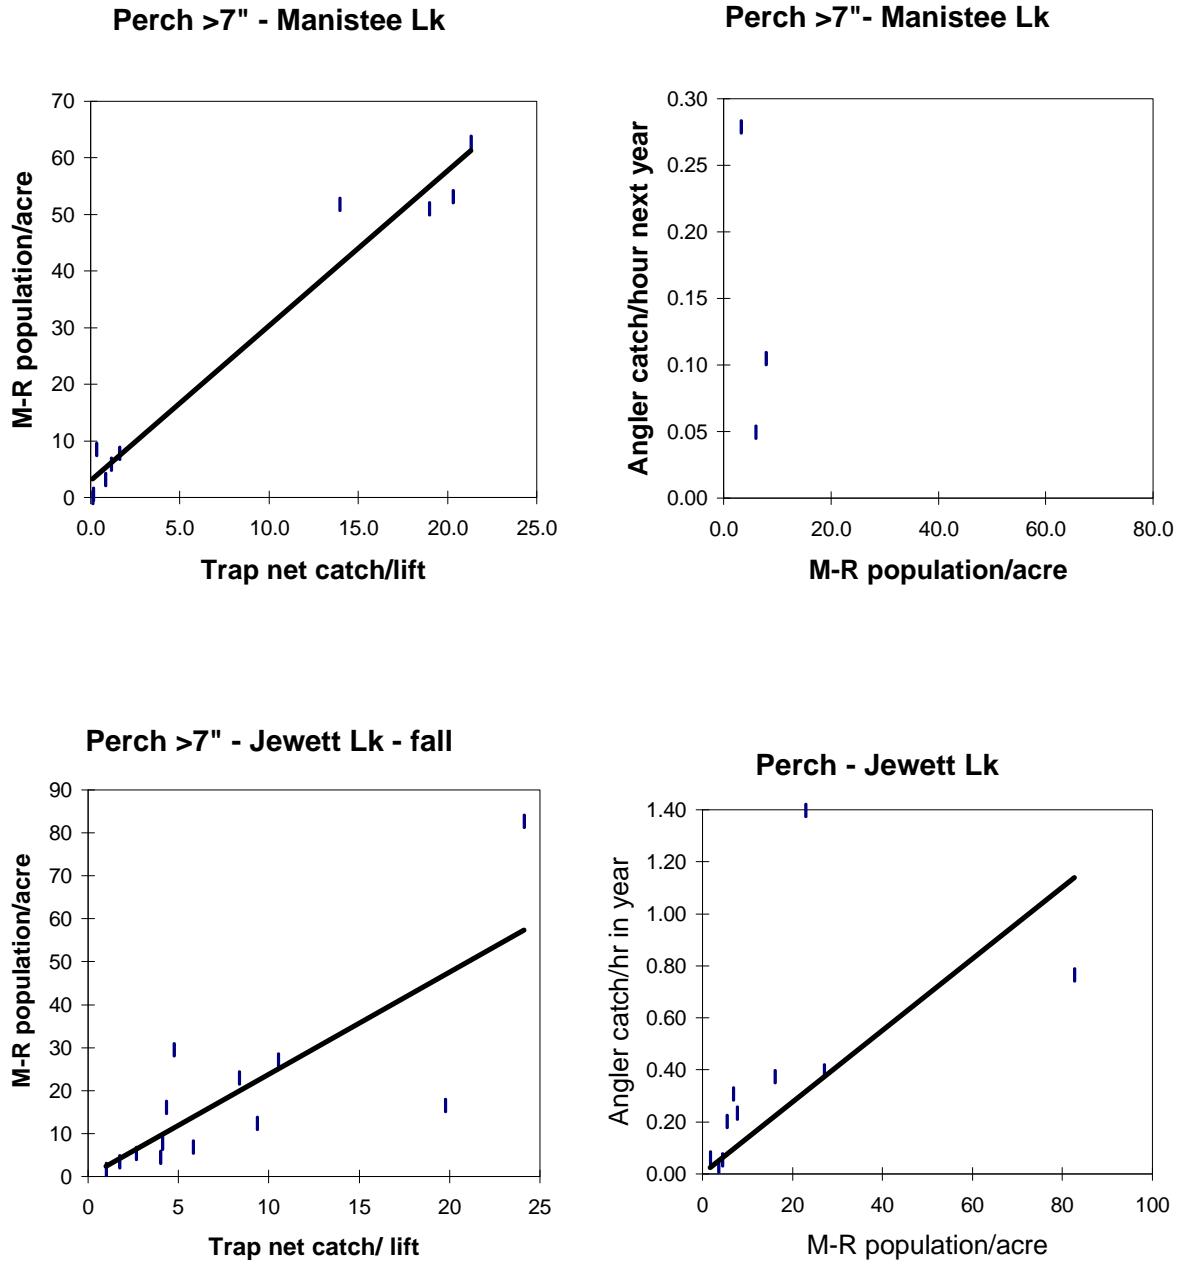 Perch >7" - Manistee Lk
70
60
50
40
30
20
10
0
M-R population/acre
0.0 5.0 10.0 15.0 20.0 25.0
Trap net catch/lift
Perch >7"- Manistee Lk
0.30
0.25
0.20
0.15
0.10
0.05
0.00
Angler catch/hour next year
0.0 20.0 40.0 60.0 80.0
M-R population/acre
Perch >7" - Jewett Lk - fall
90
80
70
60
50
40
30
20
10
0
M-R population/acre
0 5 10 15 20 25
Trap net catch/ lift
Perch - Jewett Lk
1.40
1.20
1.00
0.80
0.60
0.40
0.20
0.00
Angler catch/hr in year
0 20 40 60 80 100
M-R population/acre